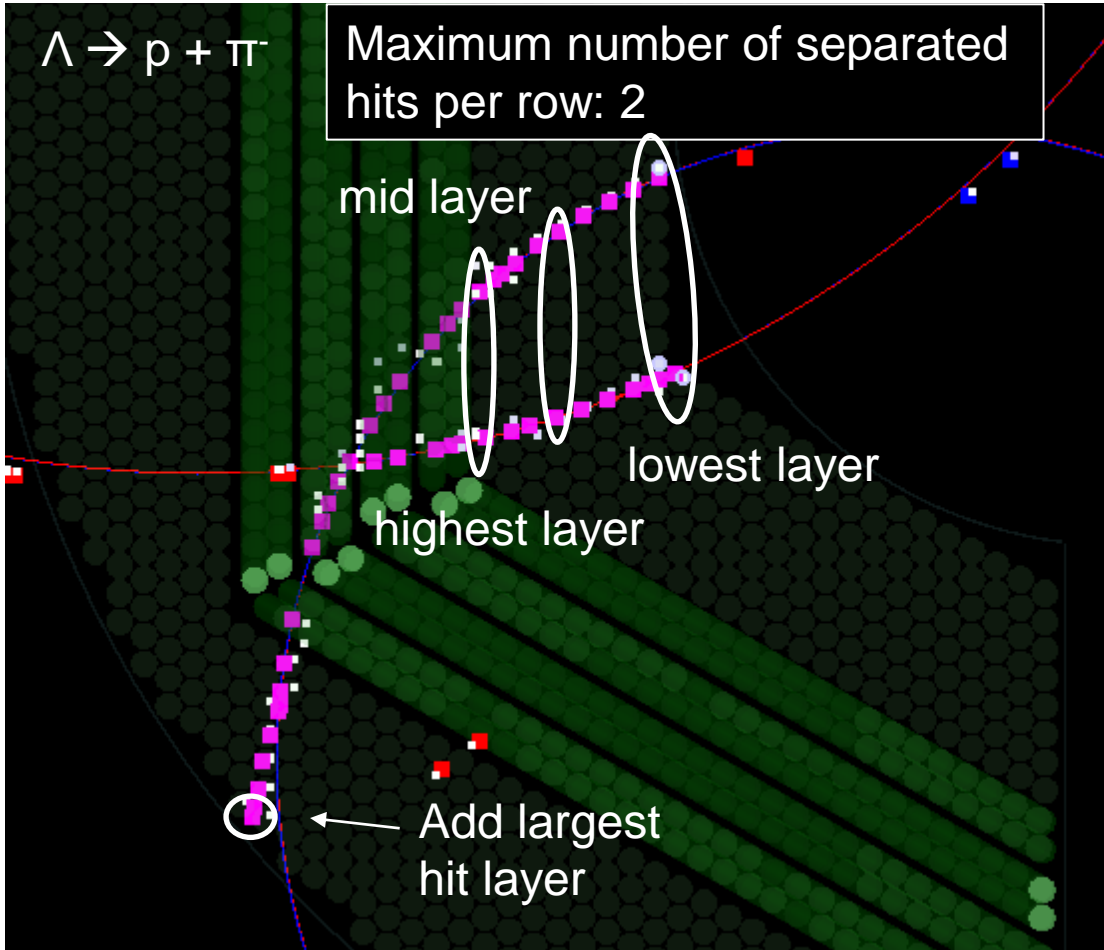 Λ → p + π⁻
Maximum number of separated
hits per row: 2
mid layer
lowest layer
highest layer
Add largest
hit layer